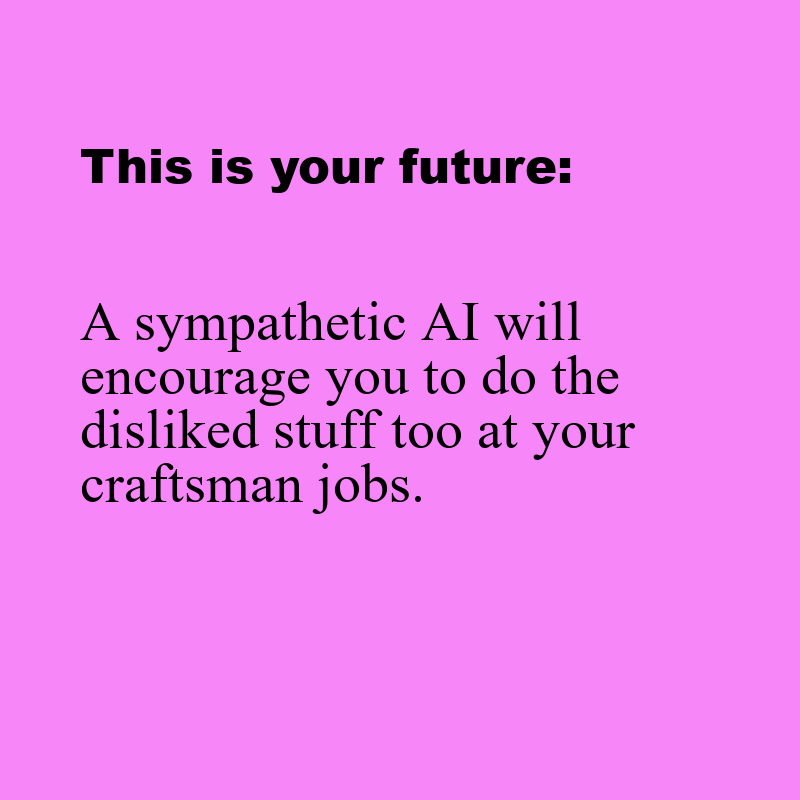 This is your future:
A sympathetic AI will
encourage you to do the
disliked stuff too at your
craftsman jobs.